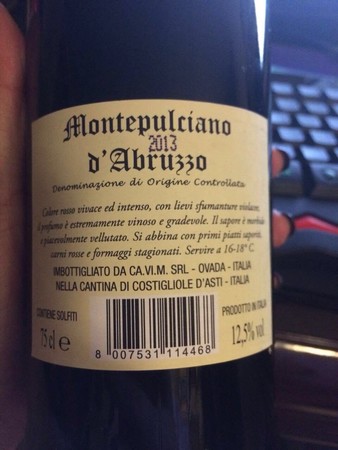 Montepulciano
2013
d'Abruzzo
Denominazione di Origine Controllata
Colore rosso vivace ed intenso, con lievi sfumanture violacee,
il profumo è estremamente vinoso e gradevole. Il sapore è morbido
e piacevolmente vellutato. Si abbina con primi piatti saporiti,
carni rosse e formaggi stagionati. Servire a 16-18° C.
IMBOTTIGLIATO DA CA.VI.M. SRL - OVADA - ITALIA
NELLA CANTINA DI COSTIGLIOLE D'ASTI - ITALIA
CONTIENE SOLFITI
PRODOTTO IN ITALIA
75 cl e
12,5% vol
8 007531 114468